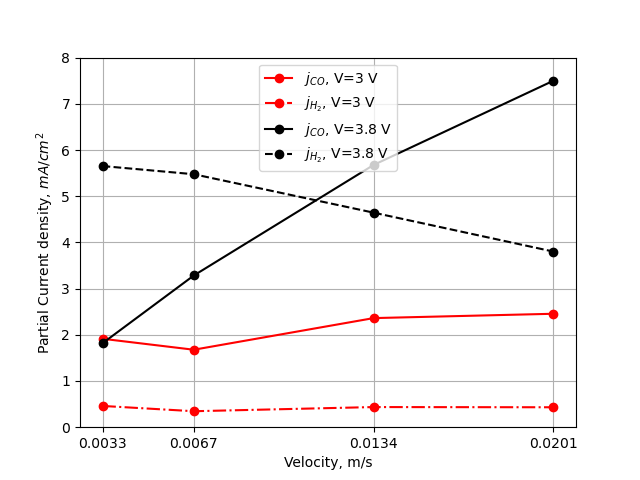 8
7
6
5
4
3
2
1
0
Partial Current density, mA/cm²
j_CO, V=3 V
j_H₂, V=3 V
j_CO, V=3.8 V
j_H₂, V=3.8 V
0.0033 0.0067 0.0134 0.0201
Velocity, m/s